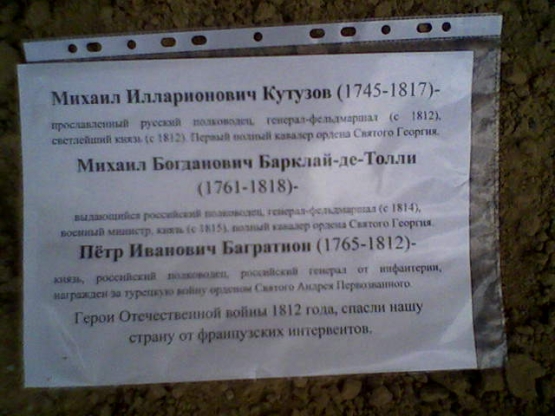 Михаил Илларионович Кутузов (1745-1817)-
прославленный русский полководец, генерал-фельдмаршал (с 1812),
светлейший князь (с 1812). Первый полный кавалер ордена Святого Георгия.
Михаил Богданович Барклай-де-Толли
(1761-1818)-
выдающийся российский полководец, генерал-фельдмаршал (с 1814),
военный министр, князь (с 1815), полный кавалер ордена Святого Георгия.
Пётр Иванович Багратион (1765-1812)-
князь, российский полководец, российский генерал от инфантерии,
награжден за турецкую войну орденом Святого Андрея Первозванного.
Герои Отечественной войны 1812 года, спасли нашу
страну от французских интервентов.